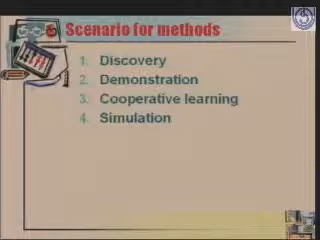 Scenario for methods
1. Discovery
2. Demonstration
3. Cooperative learning
4. Simulation